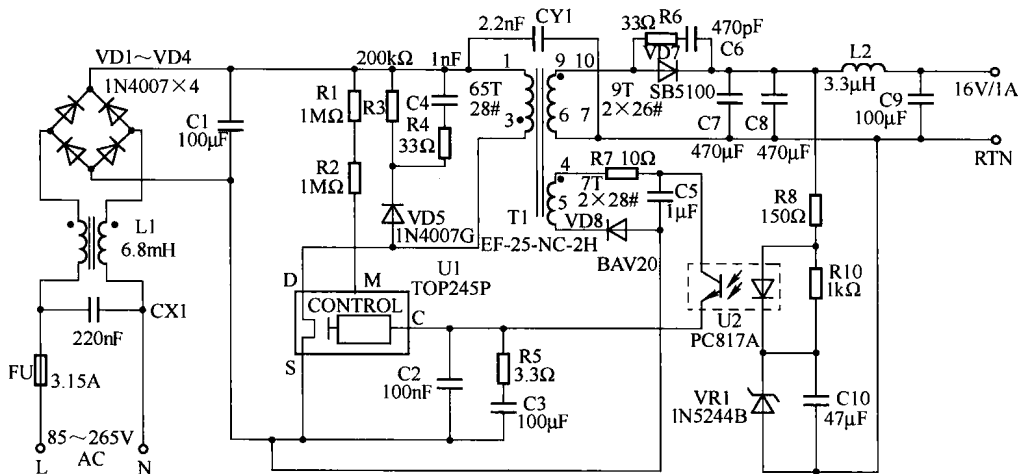 2.2nF
CY1
33Ω
R6
470pF
C6
VD1～VD4
1N4007×4
200kΩ
1nF
1
9
10
VD7
L2
3.3μH
16V/1A
R1
1MΩ
R3
C4
65T
28#
9T
2×26#
SB5100
C1
100μF
R4
33Ω
3
6
7
C7
470μF
C8
470μF
C9
100μF
RTN
R2
1MΩ
4
R7 10Ω
7T
2×28#
C5
1μF
R8
150Ω
L1
6.8mH
VD5
1N4007G
T1
5
VD8
EF-25-NC-2H
BAV20
D
M
U1
TOP245P
R10
1kΩ
CONTROL
C
U2
PC817A
CX1
220nF
S
FU
3.15A
C2
100nF
R5
3.3Ω
C3
100μF
VR1
1N5244B
C10
47μF
85～265V
AC
L
N